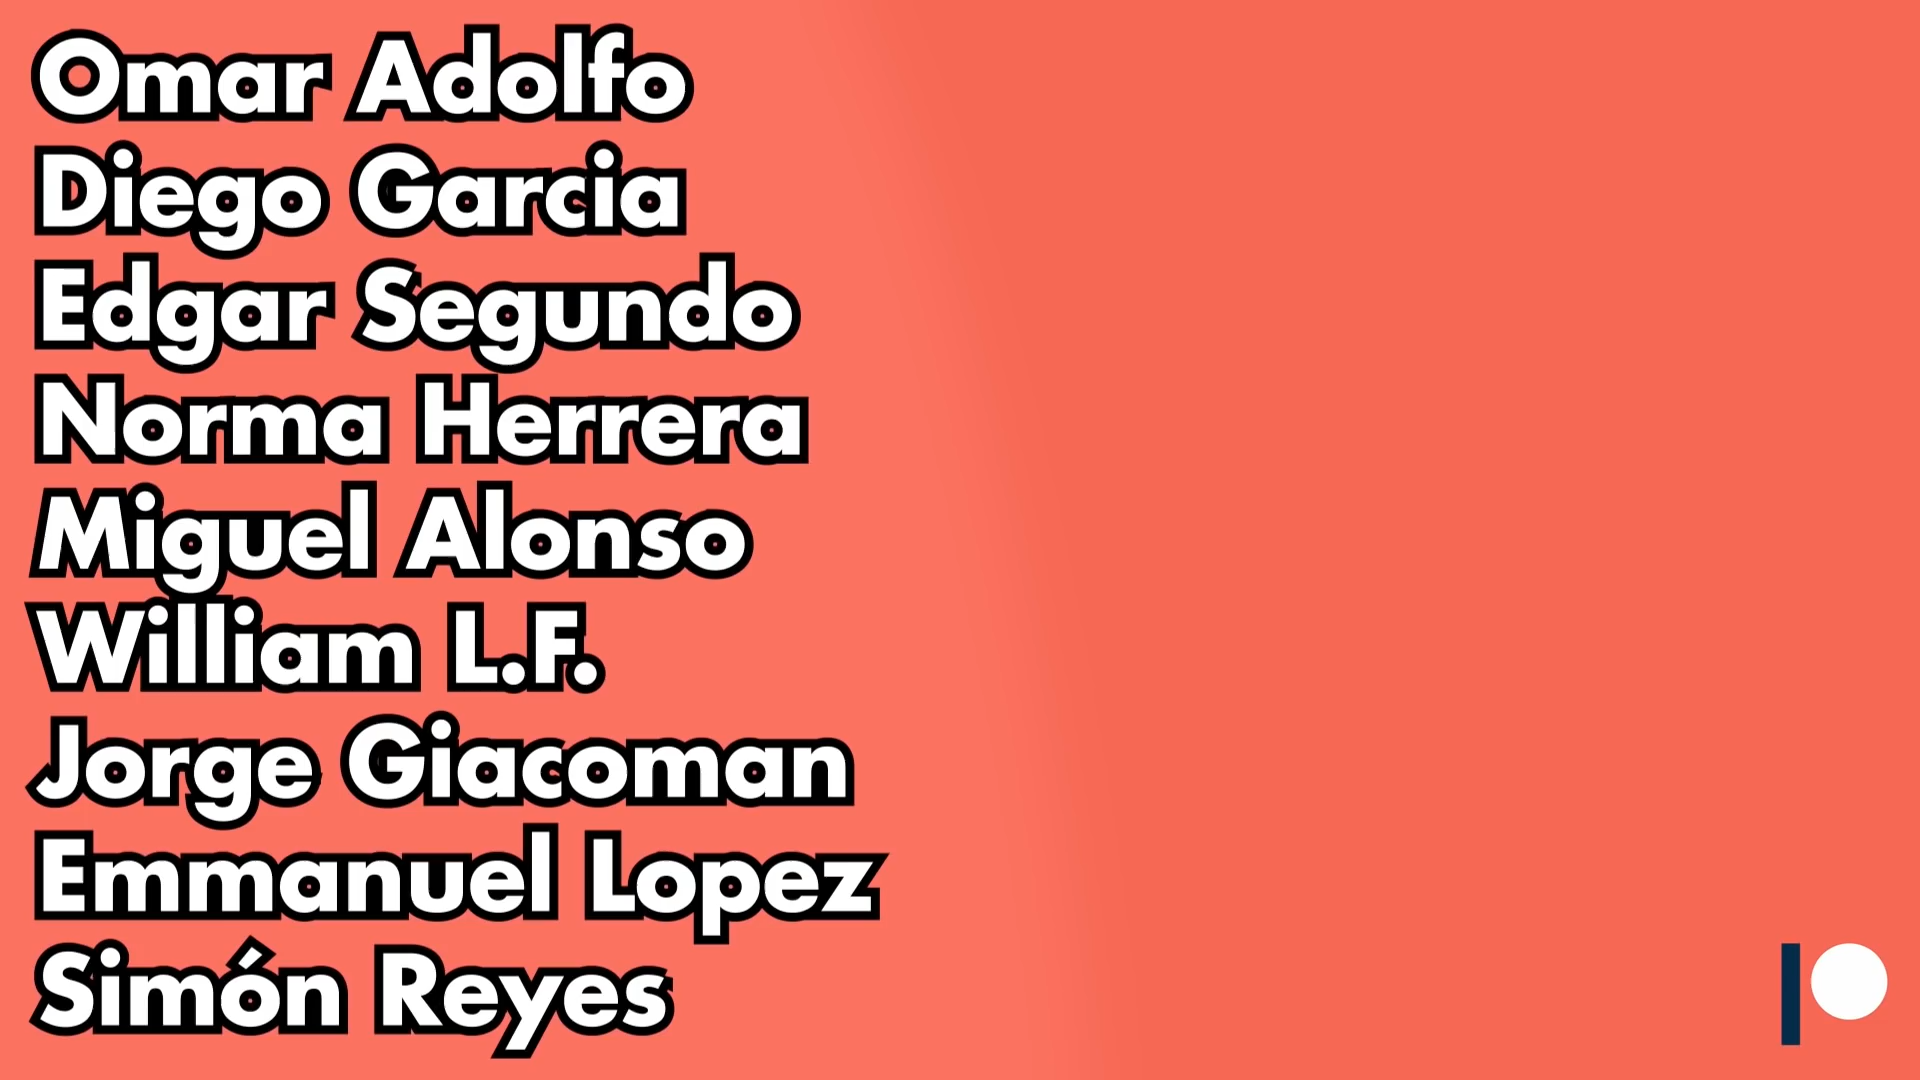 Omar Adolfo
Diego Garcia
Edgar Segundo
Norma Herrera
Miguel Alonso
William L.F.
Jorge Giacoman
Emmanuel Lopez
Simón Reyes